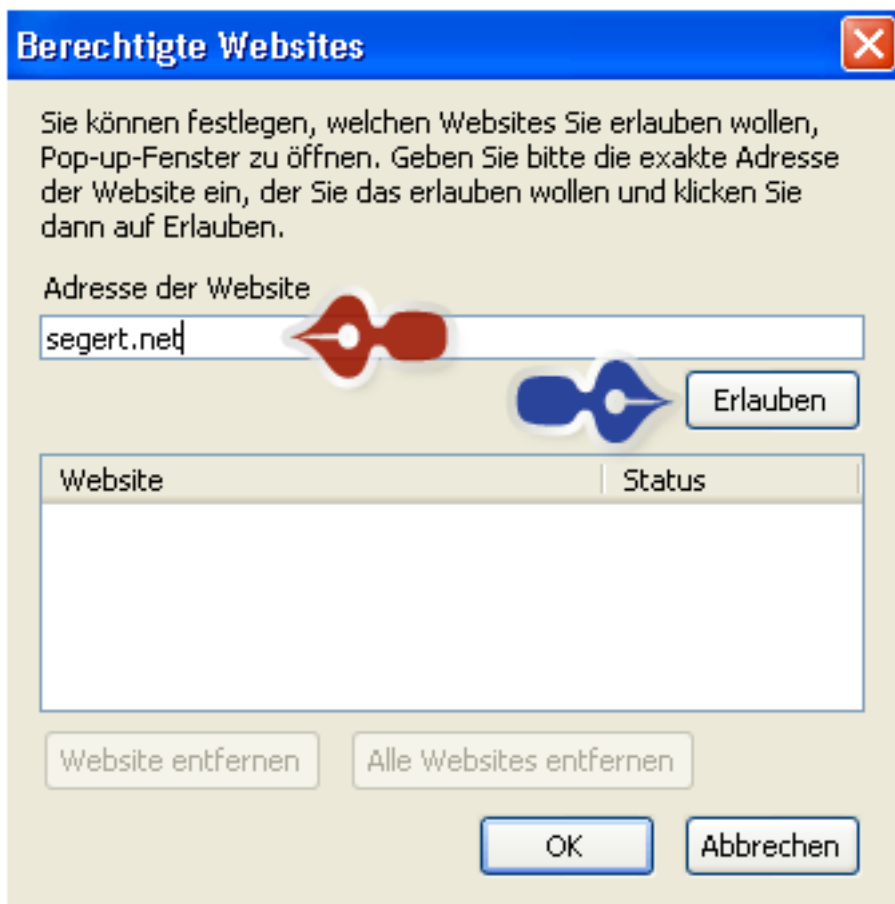 Berechtigte Websites
Sie können festlegen, welchen Websites Sie erlauben wollen,
Pop-up-Fenster zu öffnen. Geben Sie bitte die exakte Adresse
der Website ein, der Sie das erlauben wollen und klicken Sie
dann auf Erlauben.
Adresse der Website
segert.net
Erlauben
Website Status
Website entfernen Alle Websites entfernen
OK Abbrechen